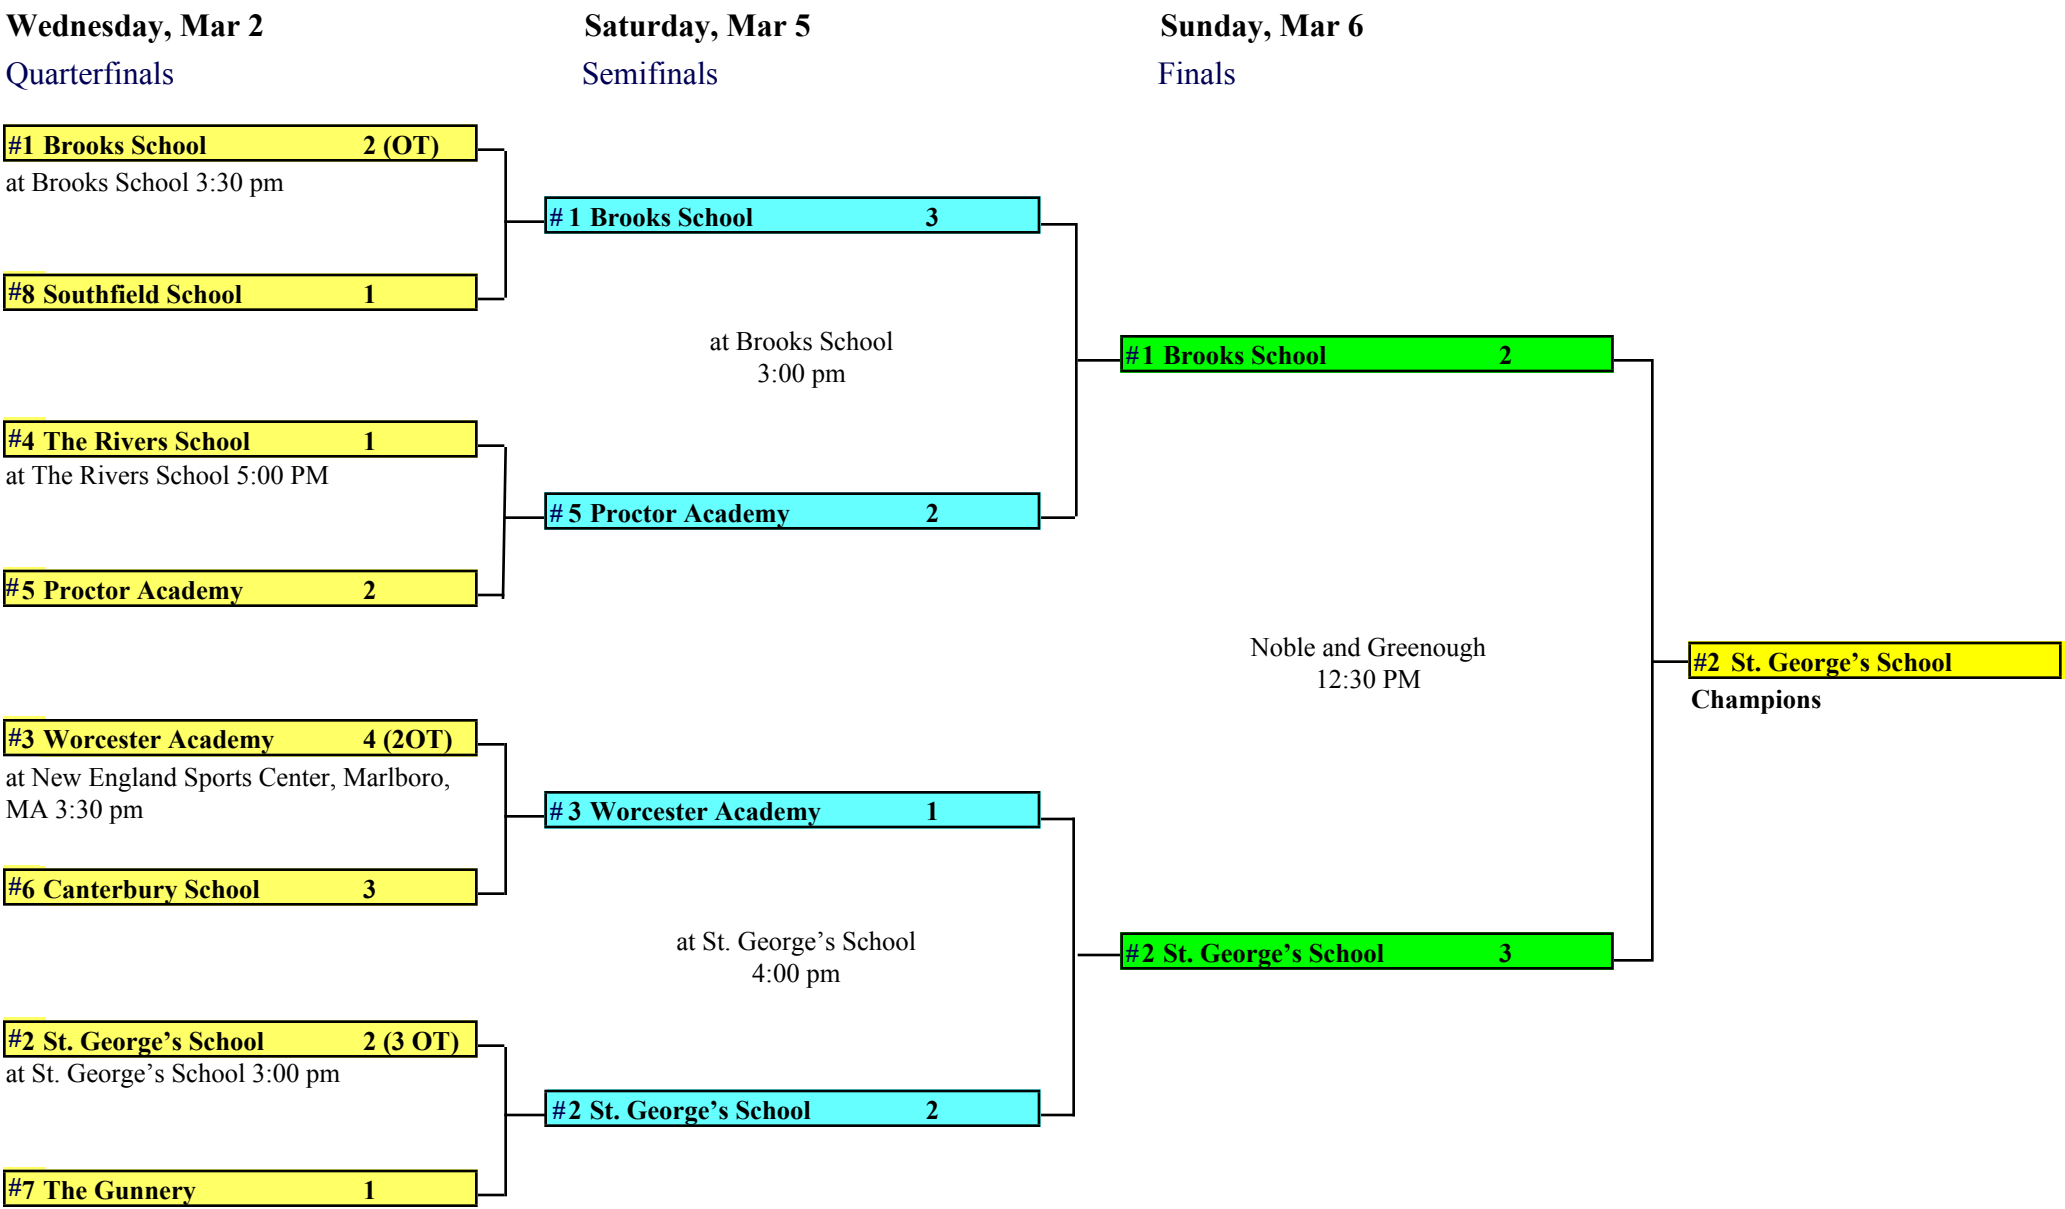 Wednesday, Mar 2
Saturday, Mar 5
Sunday, Mar 6
Quarterfinals
Semifinals
Finals
#1 Brooks School 2 (OT)
at Brooks School 3:30 pm
#8 Southfield School 1
#4 The Rivers School 1
at The Rivers School 5:00 PM
#5 Proctor Academy 2
#3 Worcester Academy 4 (2OT)
at New England Sports Center, Marlboro,
MA 3:30 pm
#6 Canterbury School 3
#2 St. George’s School 2 (3 OT)
at St. George’s School 3:00 pm
#7 The Gunnery 1
# 1 Brooks School 3
at Brooks School
3:00 pm
# 5 Proctor Academy 2
# 3 Worcester Academy 1
at St. George’s School
4:00 pm
#2 St. George’s School 2
#1 Brooks School 2
Noble and Greenough
12:30 PM
#2 St. George’s School 3
#2 St. George’s School
Champions